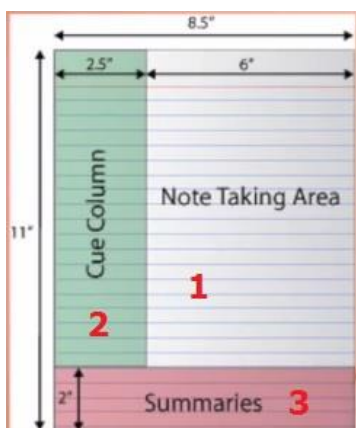 8.5"
2.5" 6"
Cue Column
Note Taking Area
11"
1
2
2"
Summaries 3